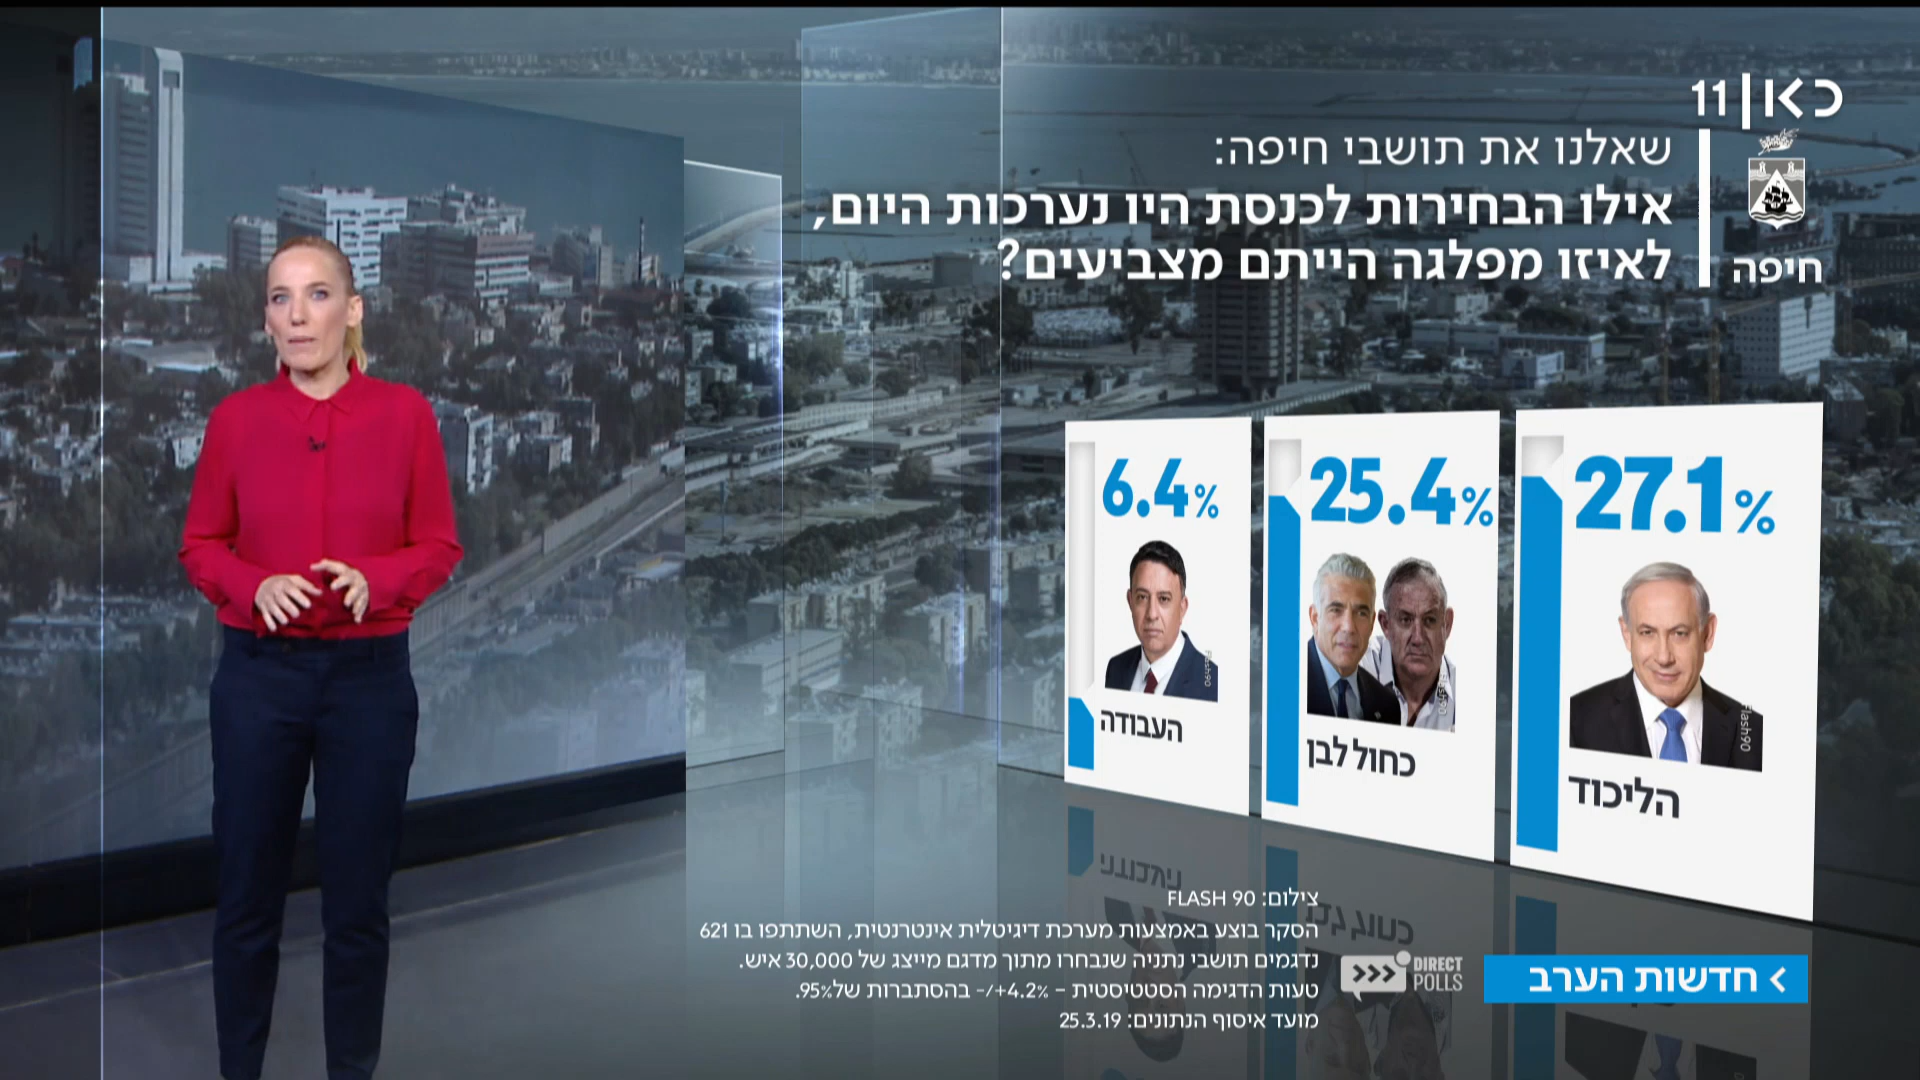 כאן 11
שאלנו את תושבי חיפה:
אילו הבחירות לכנסת היו נערכות היום,
לאיזו מפלגה הייתם מצביעים?
חיפה
27.1%
Flash90
הליכוד
25.4%
Flash90
כחול לבן
6.4%
Flash90
העבודה
צילום: FLASH 90
הסקר בוצע באמצעות מערכת דיגיטלית אינטרנטית, השתתפו בו 621
נדגמים תושבי נתניה שנבחרו מתוך מדגם מייצג של 30,000 איש.
טעות הדגימה הסטטיסטית - 4.2%+/- בהסתברות של 95%.
מועד איסוף הנתונים: 25.3.19
DIRECT
POLLS
חדשות הערב